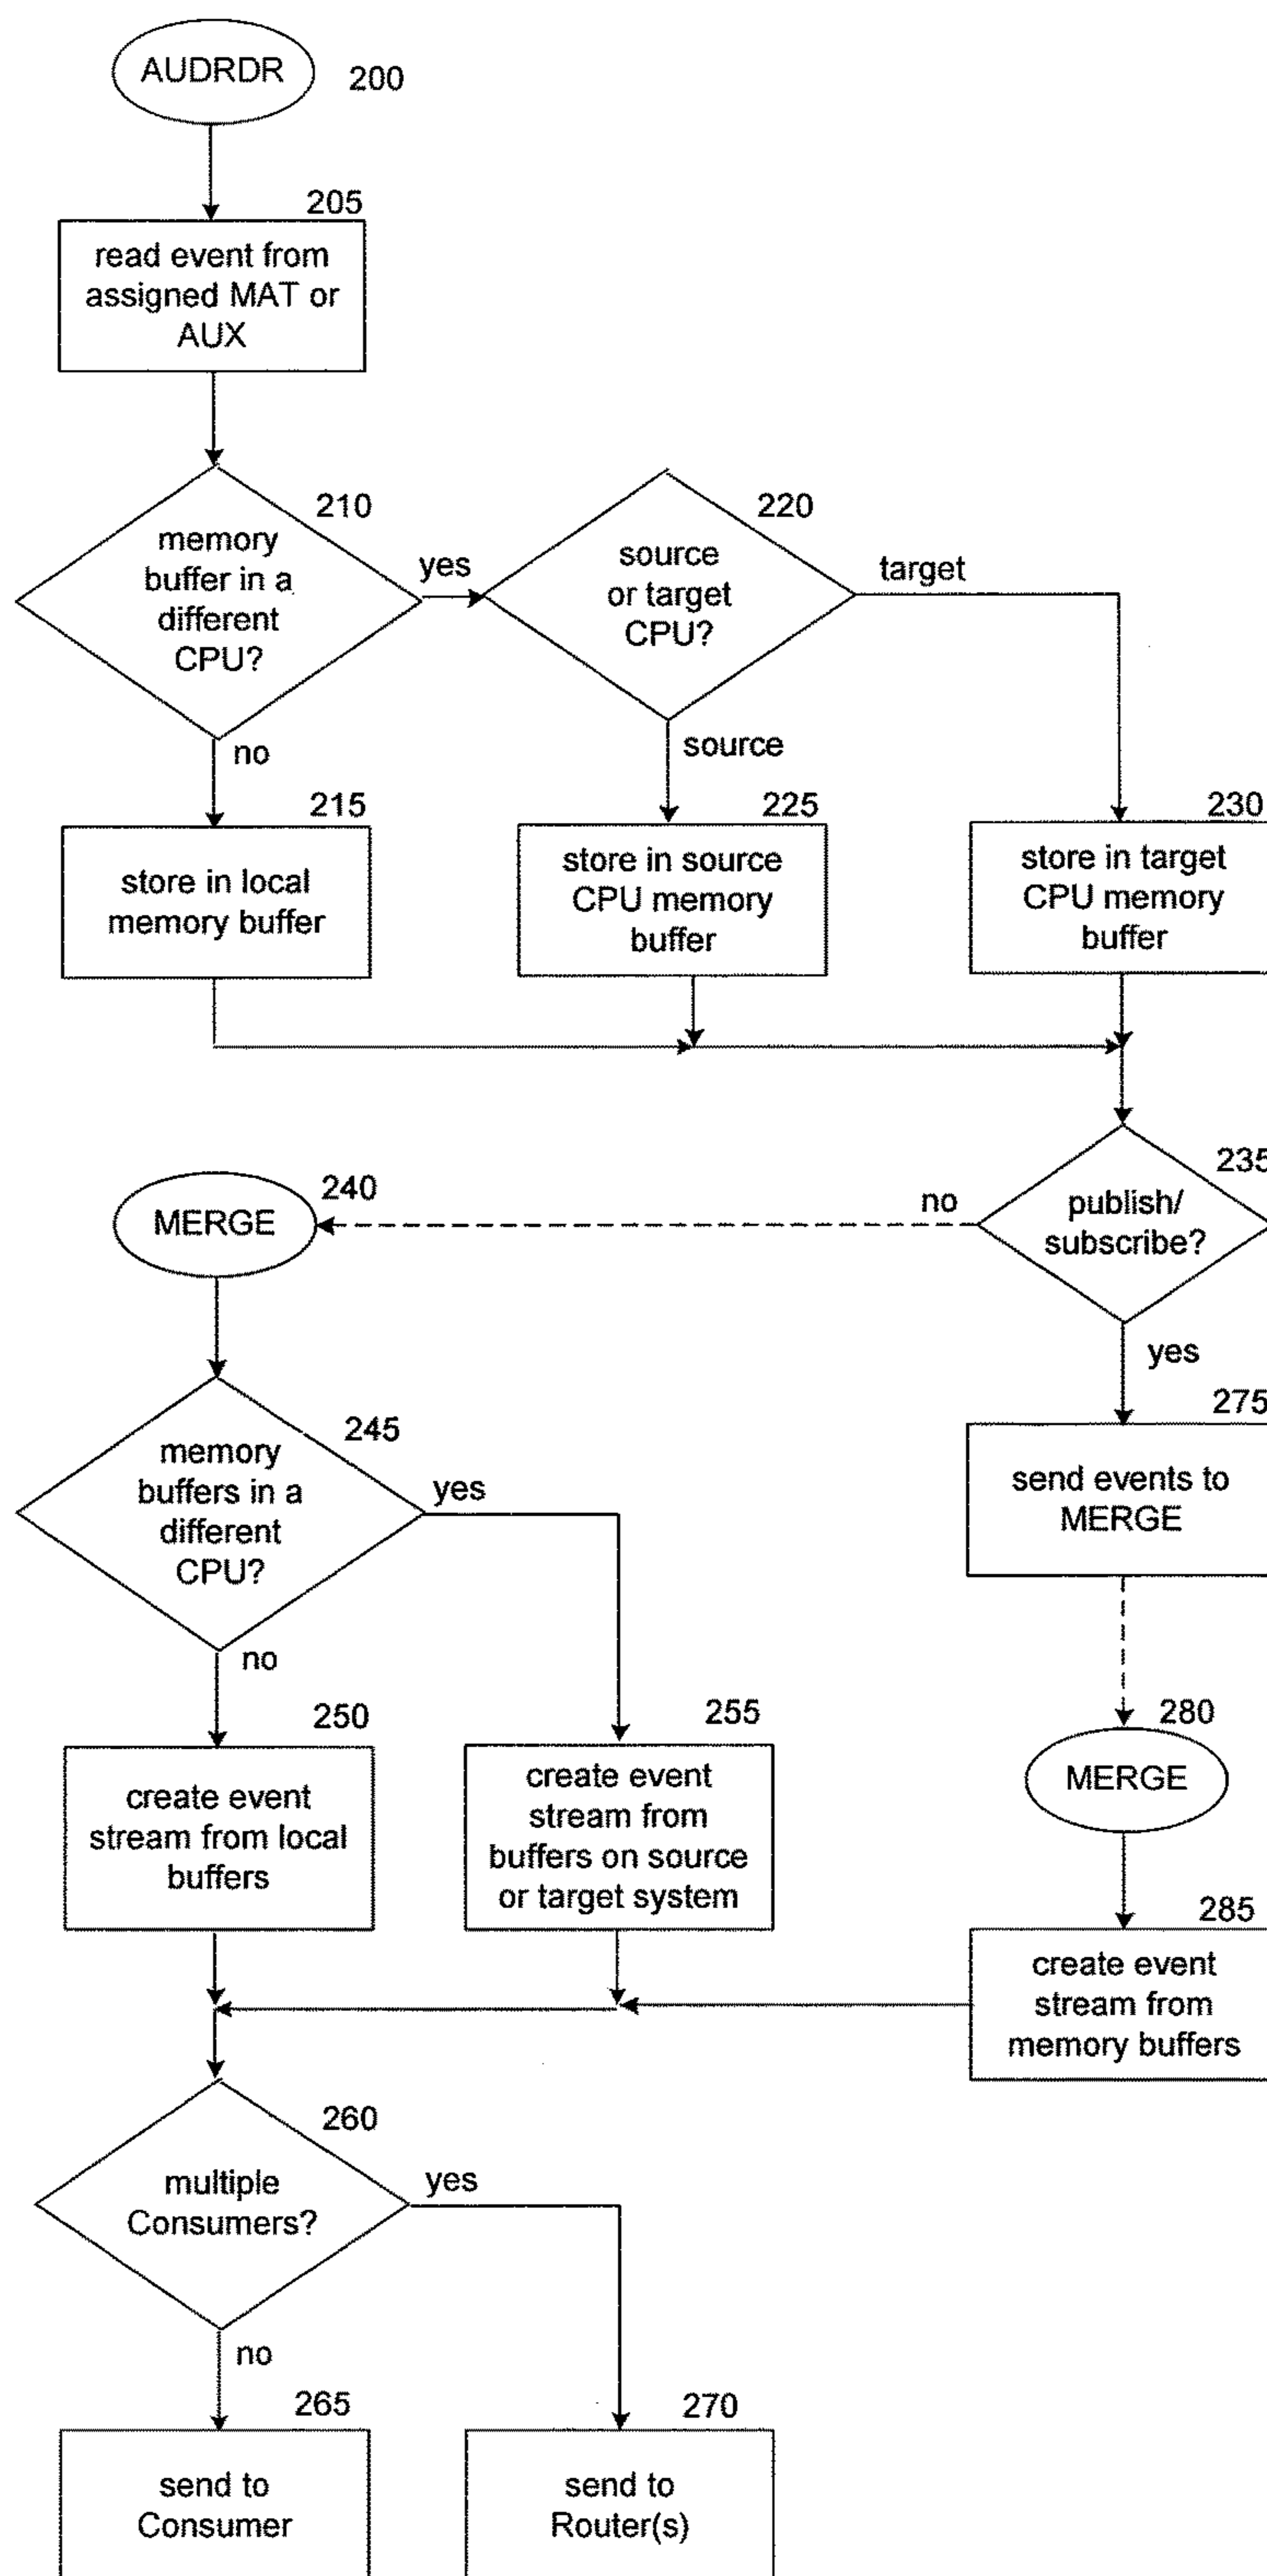 AUDRDR
200
205
read event from
assigned MAT or
AUX
210
memory
buffer in a
different
CPU?
yes
220
source
or target
CPU?
target
no
source
215
store in local
memory buffer
225
store in source
CPU memory
buffer
230
store in target
CPU memory
buffer
235
publish/
subscribe?
no
240
MERGE
yes
245
memory
buffers in a
different
CPU?
yes
no
275
send events to
MERGE
250
create event
stream from local
buffers
255
create event
stream from
buffers on source
or target system
280
MERGE
285
create event
stream from
memory buffers
260
multiple
Consumers?
yes
no
265
send to
Consumer
270
send to
Router(s)